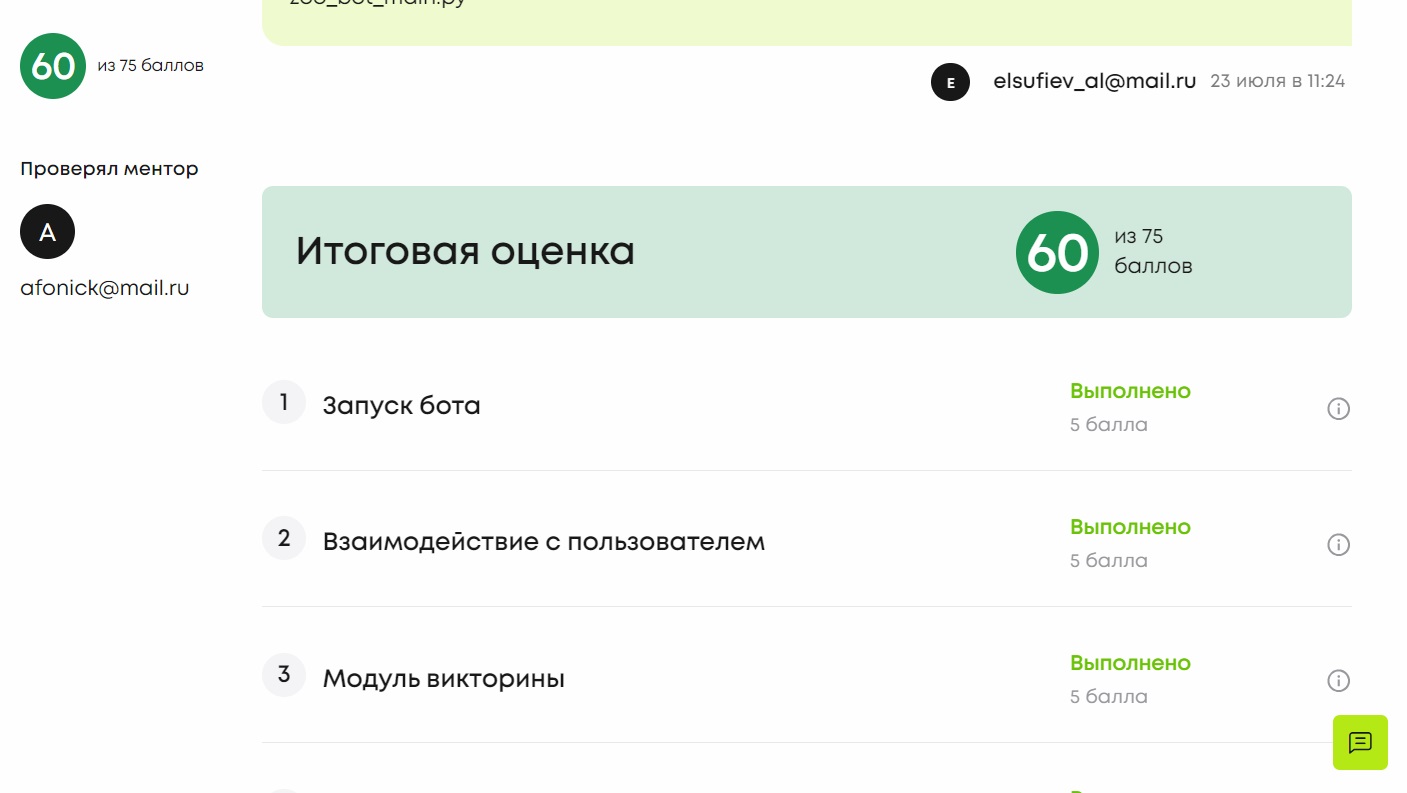 zoo_bot_main.py
60 из 75 баллов
E elsufiev_al@mail.ru 23 июля в 11:24
Проверял ментор
A
afonick@mail.ru
Итоговая оценка
60 из 75
баллов
1 Запуск бота
Выполнено
5 балла
2 Взаимодействие с пользователем
Выполнено
5 балла
3 Модуль викторины
Выполнено
5 балла